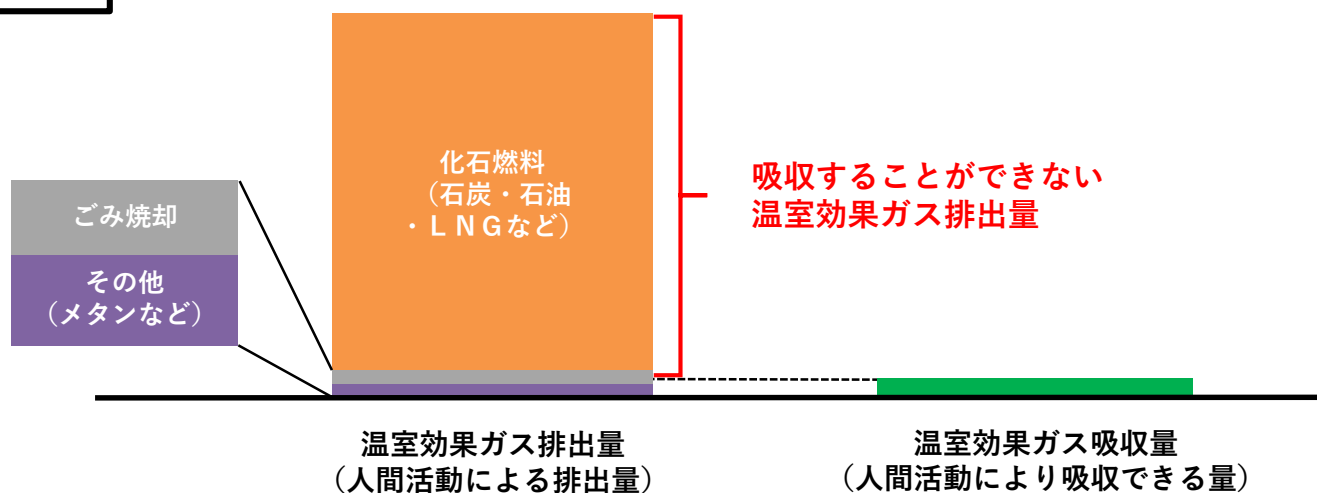 化石燃料
（石炭・石油
・ＬＮＧなど）
吸収することができない
温室効果ガス排出量
ごみ焼却
その他
（メタンなど）
温室効果ガス排出量
（人間活動による排出量）
温室効果ガス吸収量
（人間活動により吸収できる量）